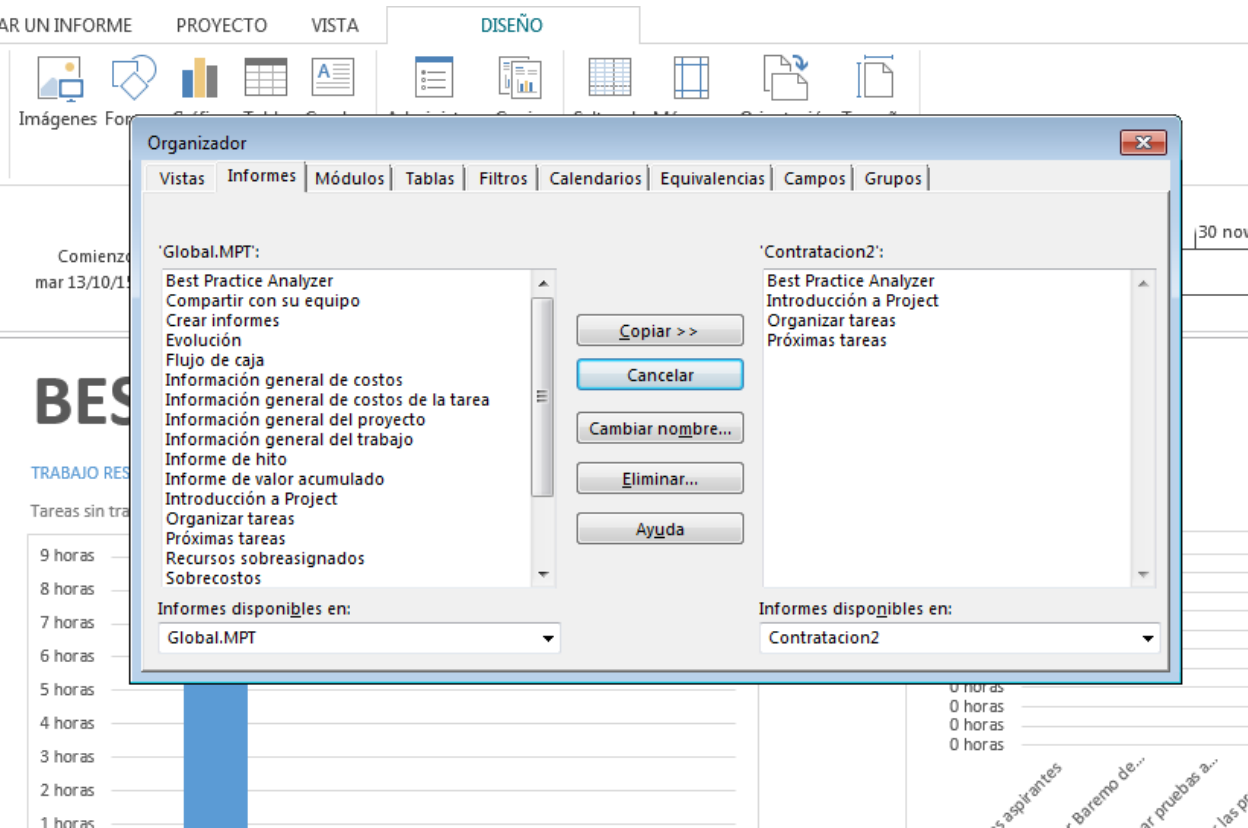 AR UN INFORME PROYECTO VISTA DISEÑO
Imágenes
Organizador
Vistas Informes Módulos Tablas Filtros Calendarios Equivalencias Campos Grupos
30 nov
Comienzo
mar 13/10/15
'Global.MPT':
Best Practice Analyzer
Compartir con su equipo
Crear informes
Evolución
Flujo de caja
Información general de costos
Información general de costos de la tarea
Información general del proyecto
Información general del trabajo
Informe de hito
Informe de valor acumulado
Introducción a Project
Organizar tareas
Próximas tareas
Recursos sobreasignados
Sobrecostos
Informes disponibles en:
Global.MPT
Copiar >>
Cancelar
Cambiar nombre...
Eliminar...
Ayuda
'Contratacion2':
Best Practice Analyzer
Introducción a Project
Organizar tareas
Próximas tareas
Informes disponibles en:
Contratacion2
BES
TRABAJO RES
Tareas sin tra
9 horas
8 horas
7 horas
6 horas
5 horas
4 horas
3 horas
2 horas
1 horas
0 horas
0 horas
0 horas
0 horas
s aspirantes
r Baremo de...
ar pruebas a...
r las pr